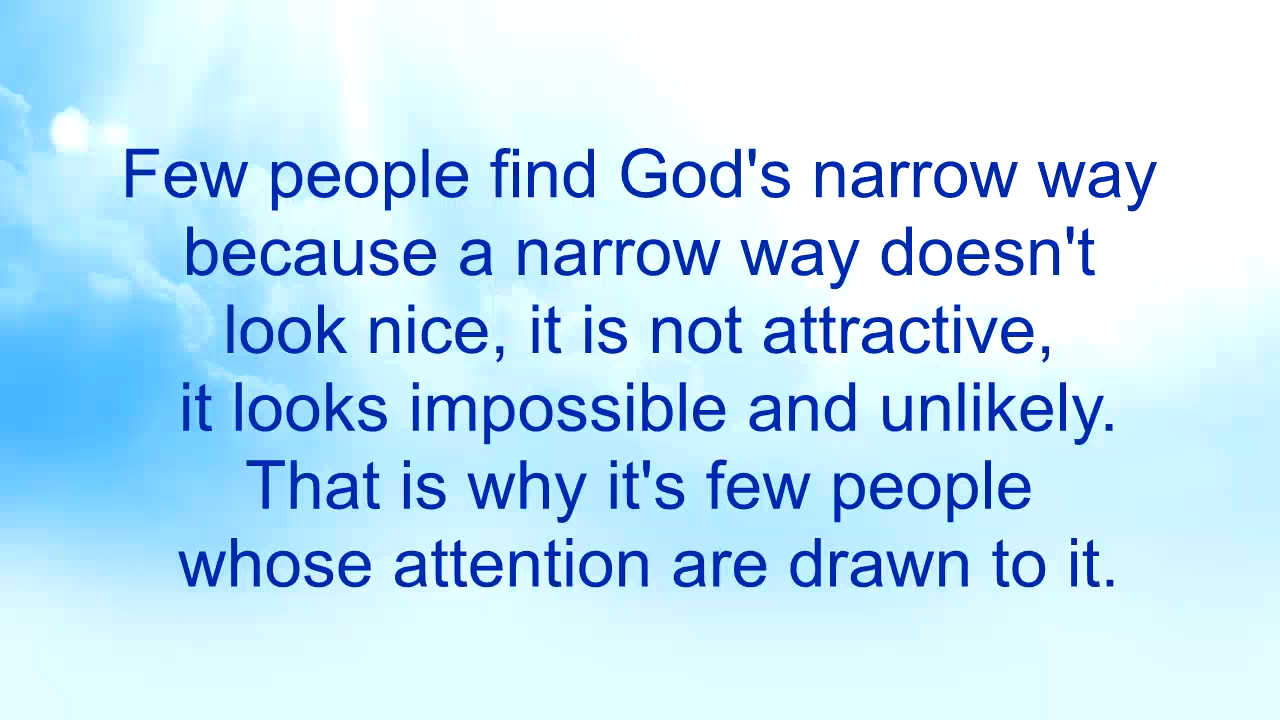 Few people find God's narrow way
because a narrow way doesn't
look nice, it is not attractive,
it looks impossible and unlikely.
That is why it's few people
whose attention are drawn to it.